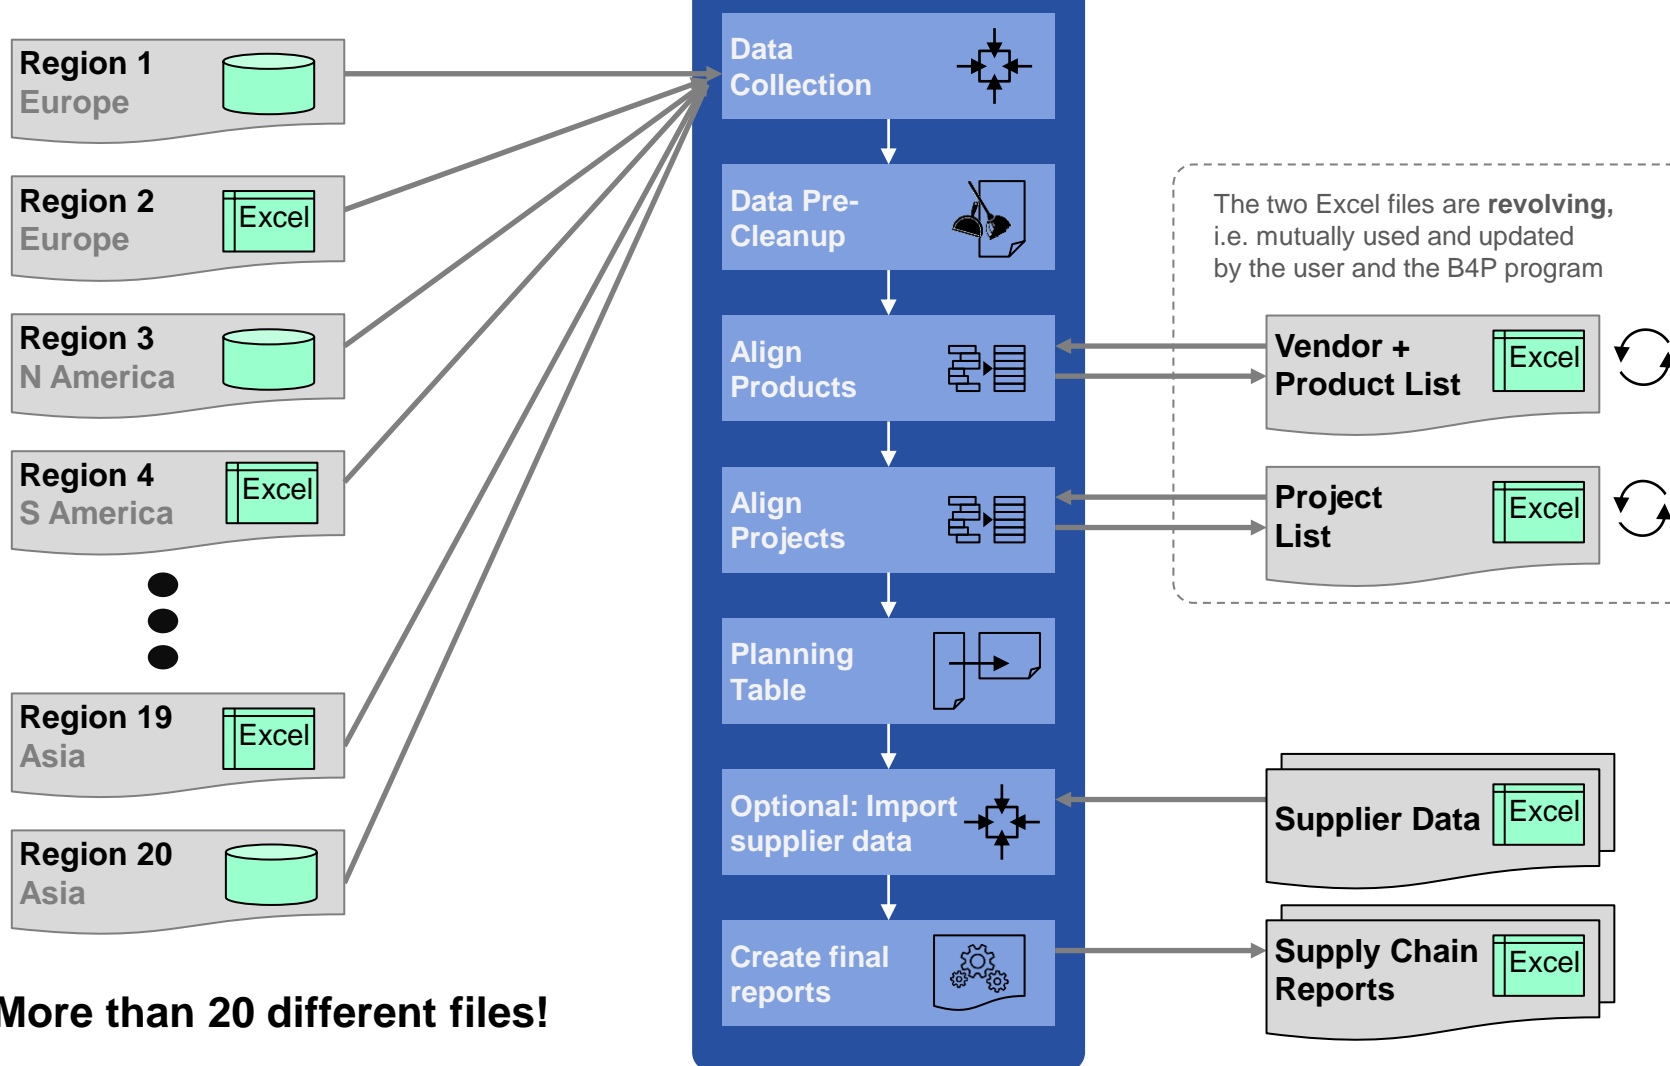 Region 1
Europe
Region 2
Europe
Excel
Region 3
N America
Region 4
S America
Excel
Region 19
Asia
Excel
Region 20
Asia
More than 20 different files!
Data
Collection
Data Pre-
Cleanup
Align
Products
Align
Projects
Planning
Table
Optional: Import
supplier data
Create final
reports
The two Excel files are revolving,
i.e. mutually used and updated
by the user and the B4P program
Vendor +
Product List
Excel
Project
List
Excel
Supplier Data
Excel
Supply Chain
Reports
Excel